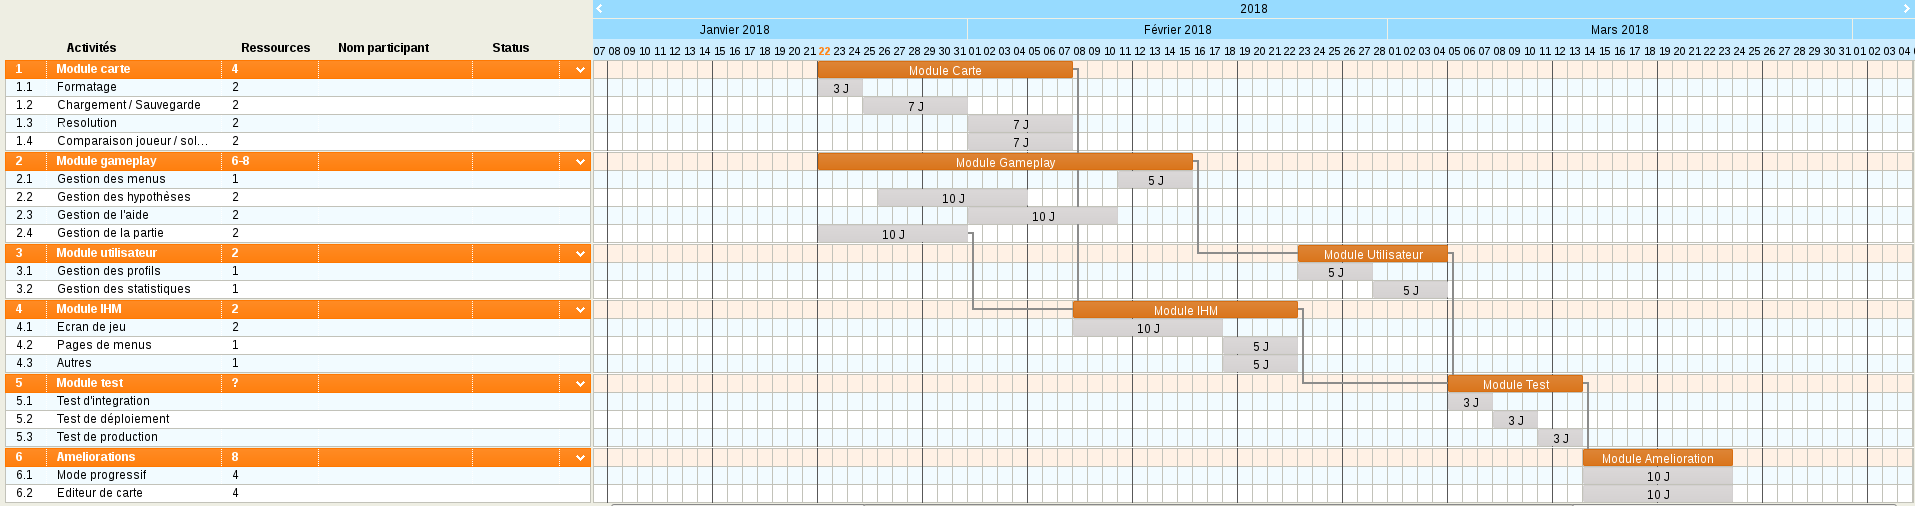 2018
Janvier 2018 Février 2018 Mars 2018
Activités Ressources Nom participant Status
07 08 09 10 11 12 13 14 15 16 17 18 19 20 21 22 23 24 25 26 27 28 29 30 31 01 02 03 04 05 06 07 08 09 10 11 12 13 14 15 16 17 18 19 20 21 22 23 24 25 26 27 28 01 02 03 04 05 06 07 08 09 10 11 12 13 14 15 16 17 18 19 20 21 22 23 24 25 26 27 28 29 30 31 01 02 03 04
1 Module carte 4 Module Carte
1.1 Formatage 2 3 J
1.2 Chargement / Sauvegarde 2 7 J
1.3 Resolution 2 7 J
1.4 Comparaison joueur / sol... 2 7 J
2 Module gameplay 6-8 Module Gameplay
2.1 Gestion des menus 1 5 J
2.2 Gestion des hypothèses 2 10 J
2.3 Gestion de l'aide 2 10 J
2.4 Gestion de la partie 2 10 J
3 Module utilisateur 2 Module Utilisateur
3.1 Gestion des profils 1 5 J
3.2 Gestion des statistiques 1 5 J
4 Module IHM 2 Module IHM
4.1 Ecran de jeu 2 10 J
4.2 Pages de menus 1 5 J
4.3 Autres 1 5 J
5 Module test ? Module Test
5.1 Test d'integration 3 J
5.2 Test de déploiement 3 J
5.3 Test de production 3 J
6 Ameliorations 8 Module Amelioration
6.1 Mode progressif 4 10 J
6.2 Editeur de carte 4 10 J